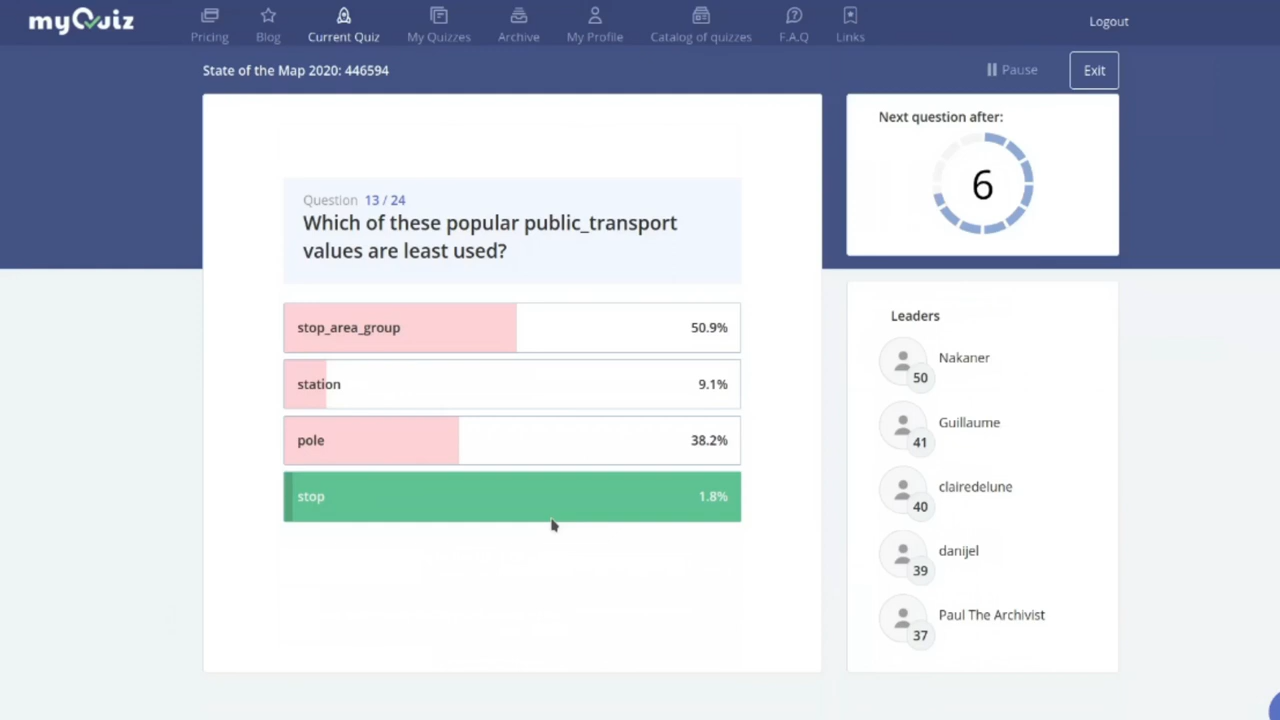 myQuiz
Pricing
Blog
Current Quiz
My Quizzes
Archive
My Profile
Catalog of quizzes
F.A.Q
Links
Logout
State of the Map 2020: 446594
Pause
Exit
Question 13 / 24
Which of these popular public_transport
values are least used?
stop_area_group 50.9%
station 9.1%
pole 38.2%
stop 1.8%
Next question after:
6
Leaders
Nakaner
50
Guillaume
41
clairedelune
40
danijel
39
Paul The Archivist
37